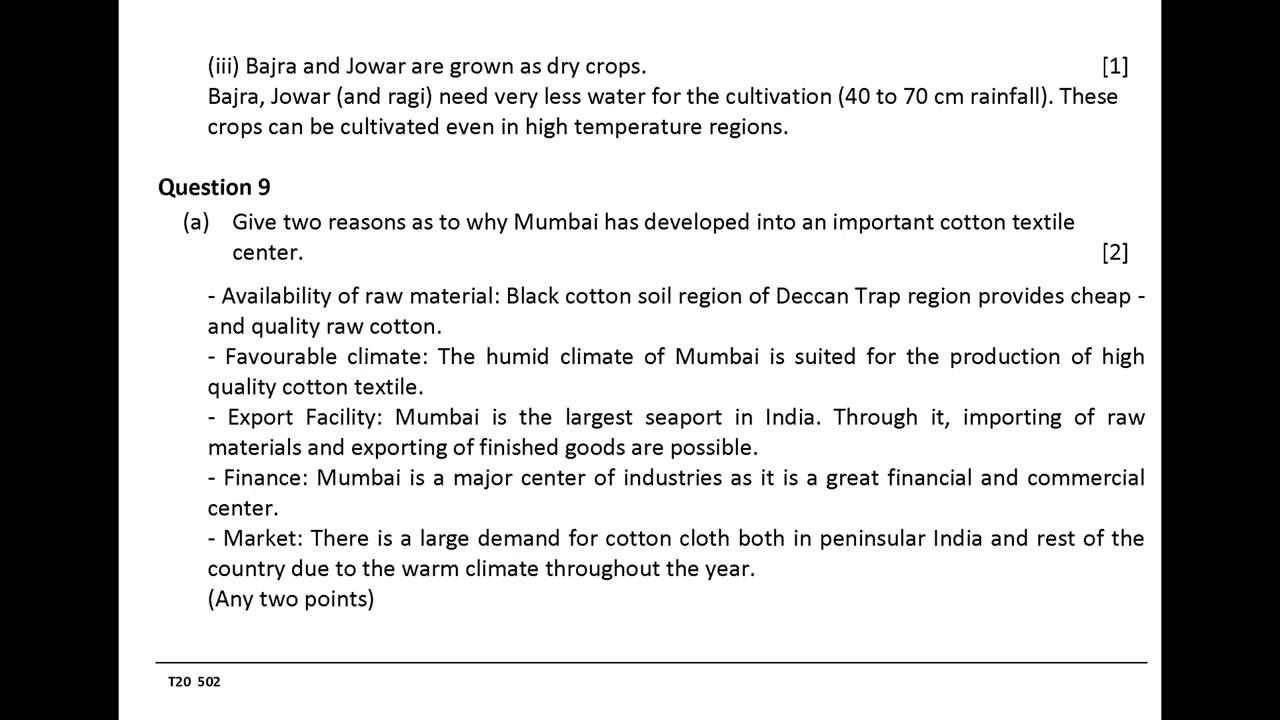 (iii) Bajra and Jowar are grown as dry crops. [1]
Bajra, Jowar (and ragi) need very less water for the cultivation (40 to 70 cm rainfall). These
crops can be cultivated even in high temperature regions.
Question 9
(a) Give two reasons as to why Mumbai has developed into an important cotton textile
center. [2]
- Availability of raw material: Black cotton soil region of Deccan Trap region provides cheap -
and quality raw cotton.
- Favourable climate: The humid climate of Mumbai is suited for the production of high
quality cotton textile.
- Export Facility: Mumbai is the largest seaport in India. Through it, importing of raw
materials and exporting of finished goods are possible.
- Finance: Mumbai is a major center of industries as it is a great financial and commercial
center.
- Market: There is a large demand for cotton cloth both in peninsular India and rest of the
country due to the warm climate throughout the year.
(Any two points)
T20 502